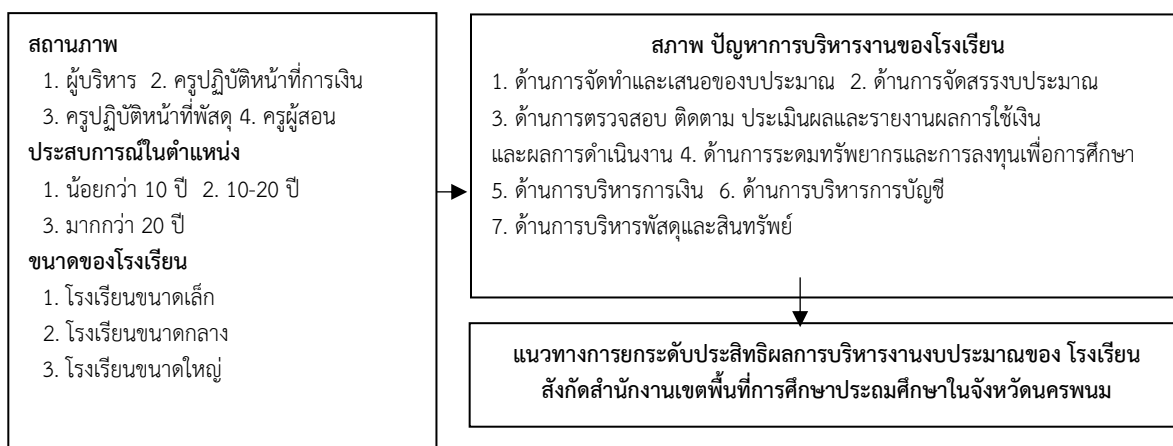 สถานภาพ
1. ผู้บริหาร 2. ครูปฏิบัติหน้าที่การเงิน
3. ครูปฏิบัติหน้าที่พัสดุ 4. ครูผู้สอน
ประสบการณ์ในตำแหน่ง
1. น้อยกว่า 10 ปี 2. 10-20 ปี
3. มากกว่า 20 ปี
ขนาดของโรงเรียน
1. โรงเรียนขนาดเล็ก
2. โรงเรียนขนาดกลาง
3. โรงเรียนขนาดใหญ่
สภาพ ปัญหาการบริหารงานของโรงเรียน
1. ด้านการจัดทำและเสนอของบประมาณ 2. ด้านการจัดสรรงบประมาณ
3. ด้านการตรวจสอบ ติดตาม ประเมินผลและรายงานผลการใช้เงิน
และผลการดำเนินงาน 4. ด้านการระดมทรัพยากรและการลงทุนเพื่อการศึกษา
5. ด้านการบริหารการเงิน 6. ด้านการบริหารการบัญชี
7. ด้านการบริหารพัสดุและสินทรัพย์
แนวทางการยกระดับประสิทธิผลการบริหารงานงบประมาณของ โรงเรียน
สังกัดสำนักงานเขตพื้นที่การศึกษาประถมศึกษาในจังหวัดนครพนม